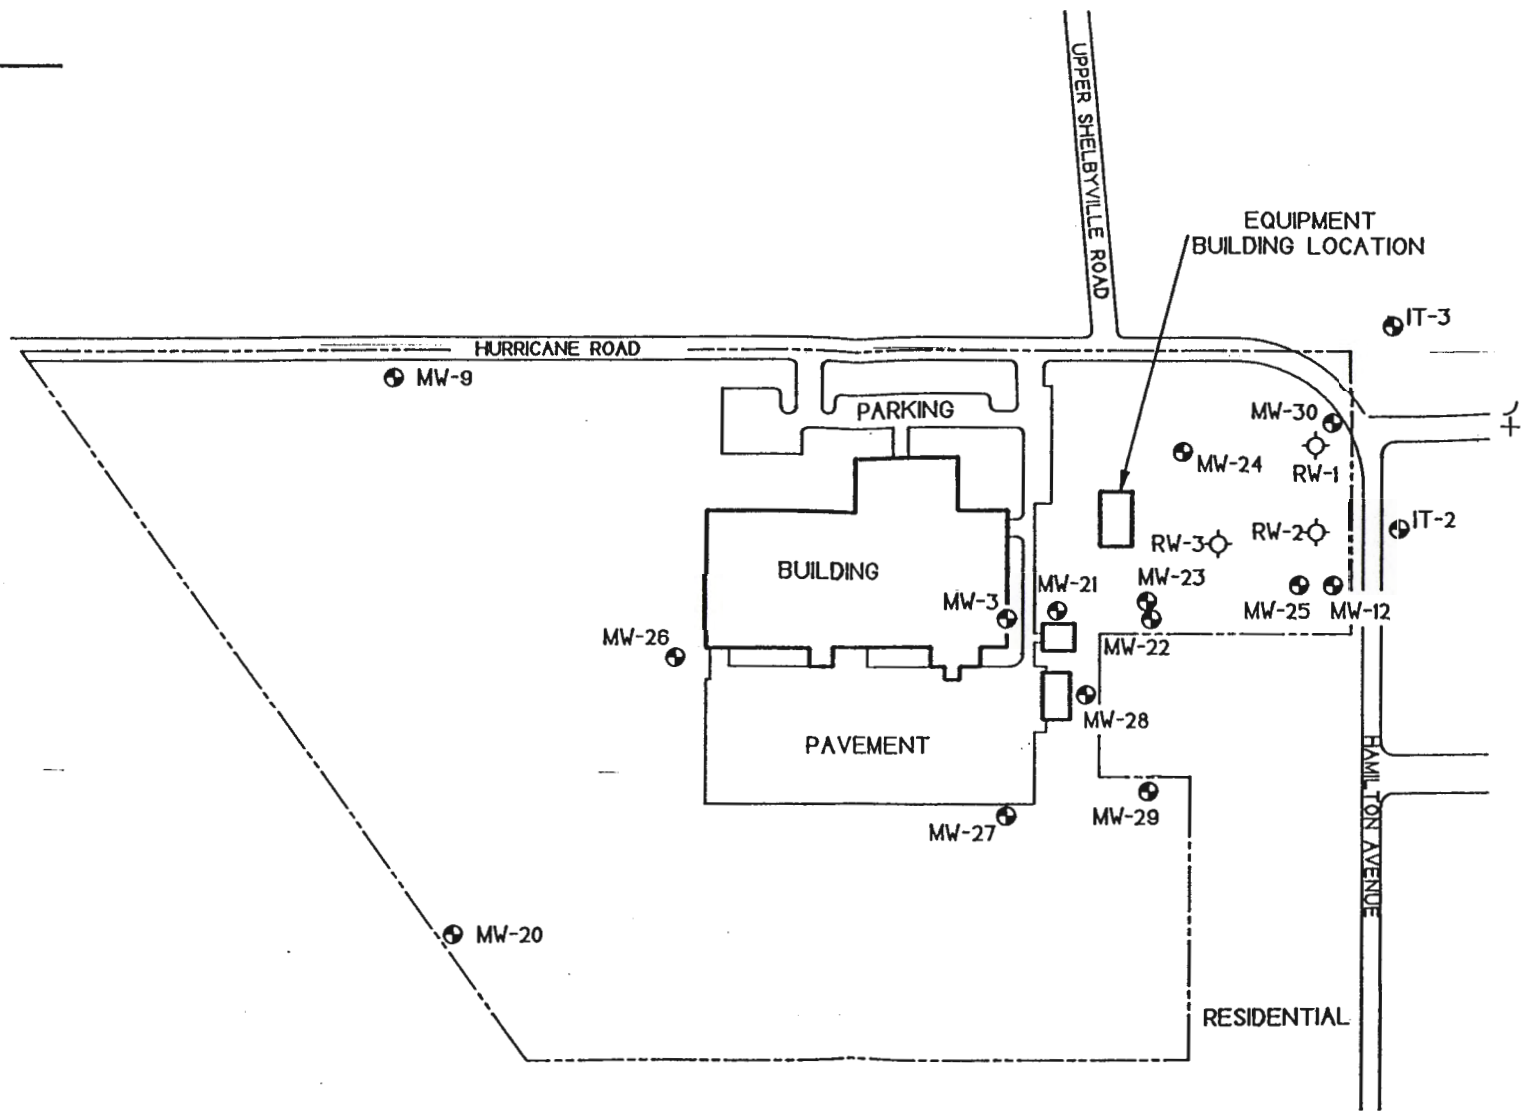 UPPER SHELBYVILLE ROAD
EQUIPMENT
BUILDING LOCATION
IT-3
HURRICANE ROAD
MW-9
PARKING
MW-30
MW-24
RW-1
IT-2
RW-3
RW-2
BUILDING
MW-23
MW-21
MW-3
MW-25
MW-12
MW-26
MW-22
MW-28
PAVEMENT
HAMILTON AVENUE
MW-29
MW-27
MW-20
RESIDENTIAL